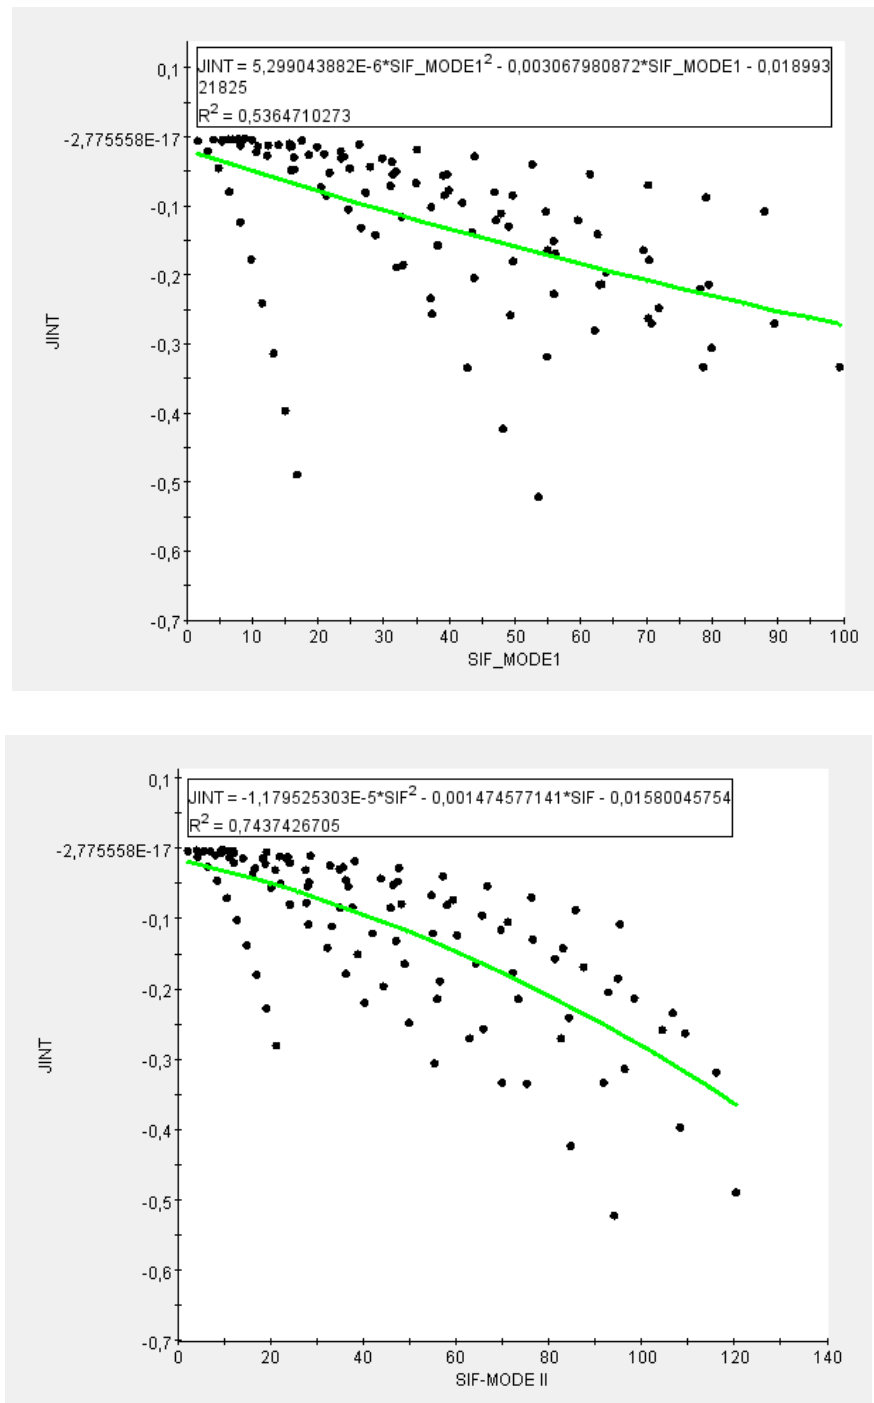 JINT = 5,299043882E-6*SIF_MODE1² - 0,003067980872*SIF_MODE1 - 0,018993
21825
R² = 0,5364710273
0,1
-2,775558E-17
-0,1
-0,2
-0,3
-0,4
-0,5
-0,6
-0,7
JINT
0 10 20 30 40 50 60 70 80 90 100
SIF_MODE1
JINT = -1,179525303E-5*SIF² - 0,001474577141*SIF - 0,01580045754
R² = 0,7437426705
0,1
-2,775558E-17
-0,1
-0,2
-0,3
-0,4
-0,5
-0,6
-0,7
JINT
0 20 40 60 80 100 120 140
SIF-MODE II